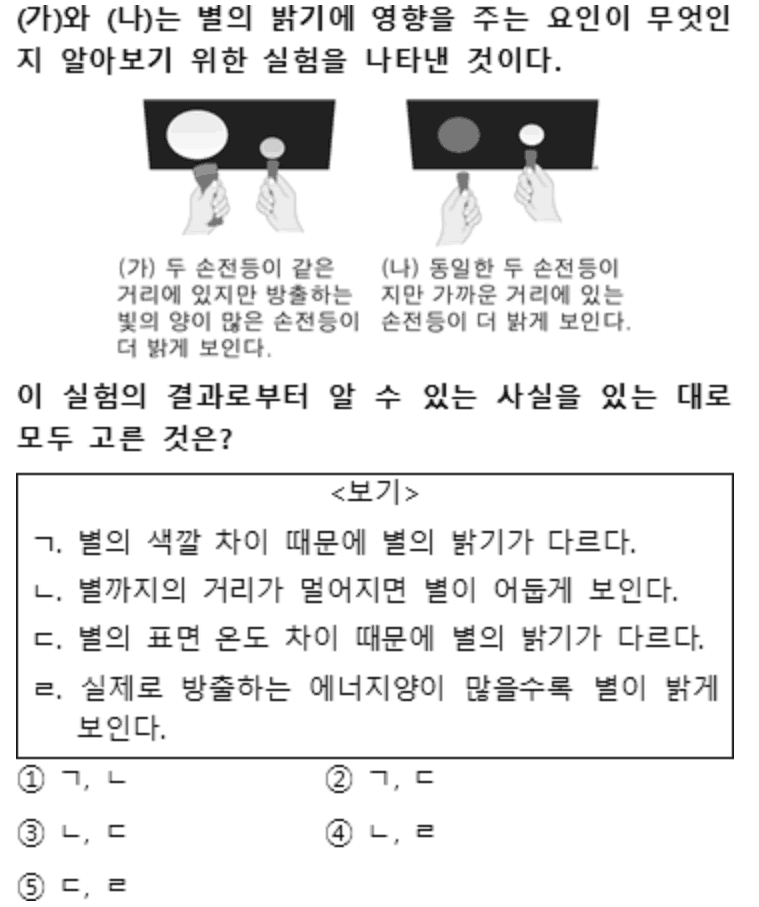 (가)와 (나)는 별의 밝기에 영향을 주는 요인이 무엇인
지 알아보기 위한 실험을 나타낸 것이다.
(가) 두 손전등이 같은
거리에 있지만 방출하는
빛의 양이 많은 손전등이
더 밝게 보인다.
(나) 동일한 두 손전등이
지만 가까운 거리에 있는
손전등이 더 밝게 보인다.
이 실험의 결과로부터 알 수 있는 사실을 있는 대로
모두 고른 것은?
<보기>
ㄱ. 별의 색깔 차이 때문에 별의 밝기가 다르다.
ㄴ. 별까지의 거리가 멀어지면 별이 어둡게 보인다.
ㄷ. 별의 표면 온도 차이 때문에 별의 밝기가 다르다.
ㄹ. 실제로 방출하는 에너지양이 많을수록 별이 밝게
보인다.
① ㄱ, ㄴ
② ㄱ, ㄷ
③ ㄴ, ㄷ
④ ㄴ, ㄹ
⑤ ㄷ, ㄹ